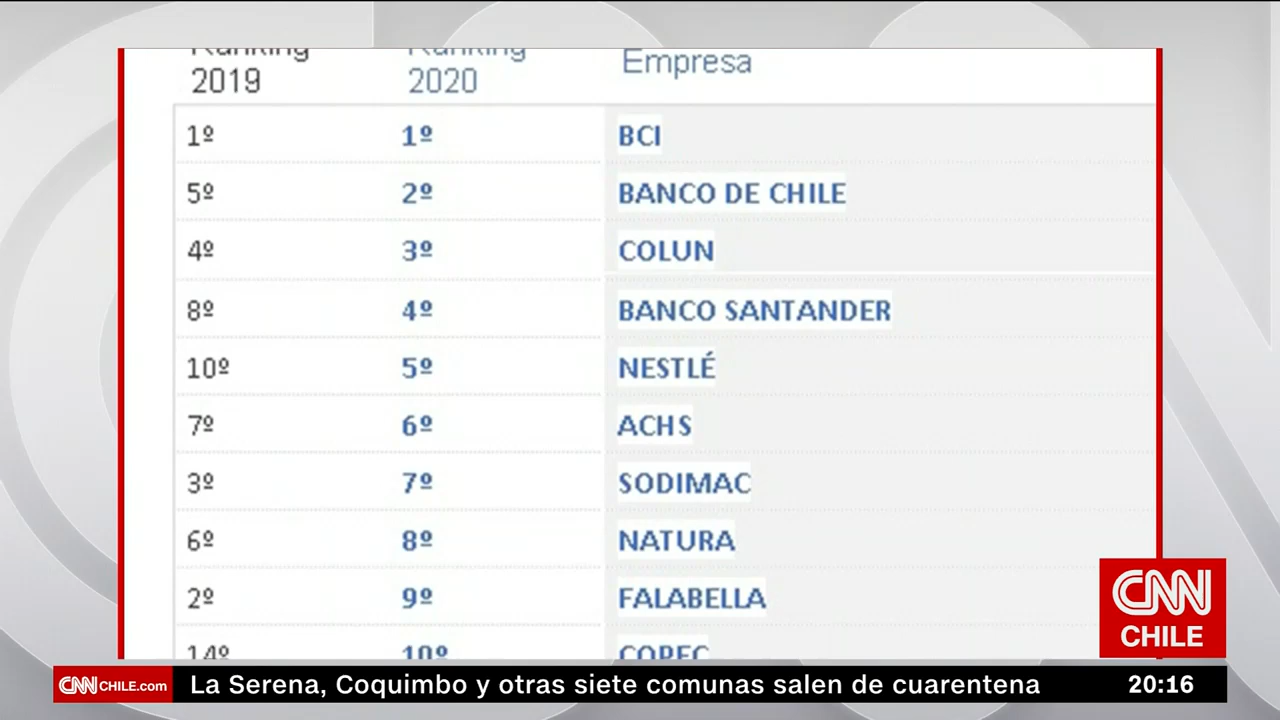 Ranking 2019 Ranking 2020 Empresa
1º 1º BCI
5º 2º BANCO DE CHILE
4º 3º COLUN
8º 4º BANCO SANTANDER
10º 5º NESTLÉ
7º 6º ACHS
3º 7º SODIMAC
6º 8º NATURA
2º 9º FALABELLA
14º 10º COPEC
CNN CHILE
CNNCHILE.com La Serena, Coquimbo y otras siete comunas salen de cuarentena 20:16